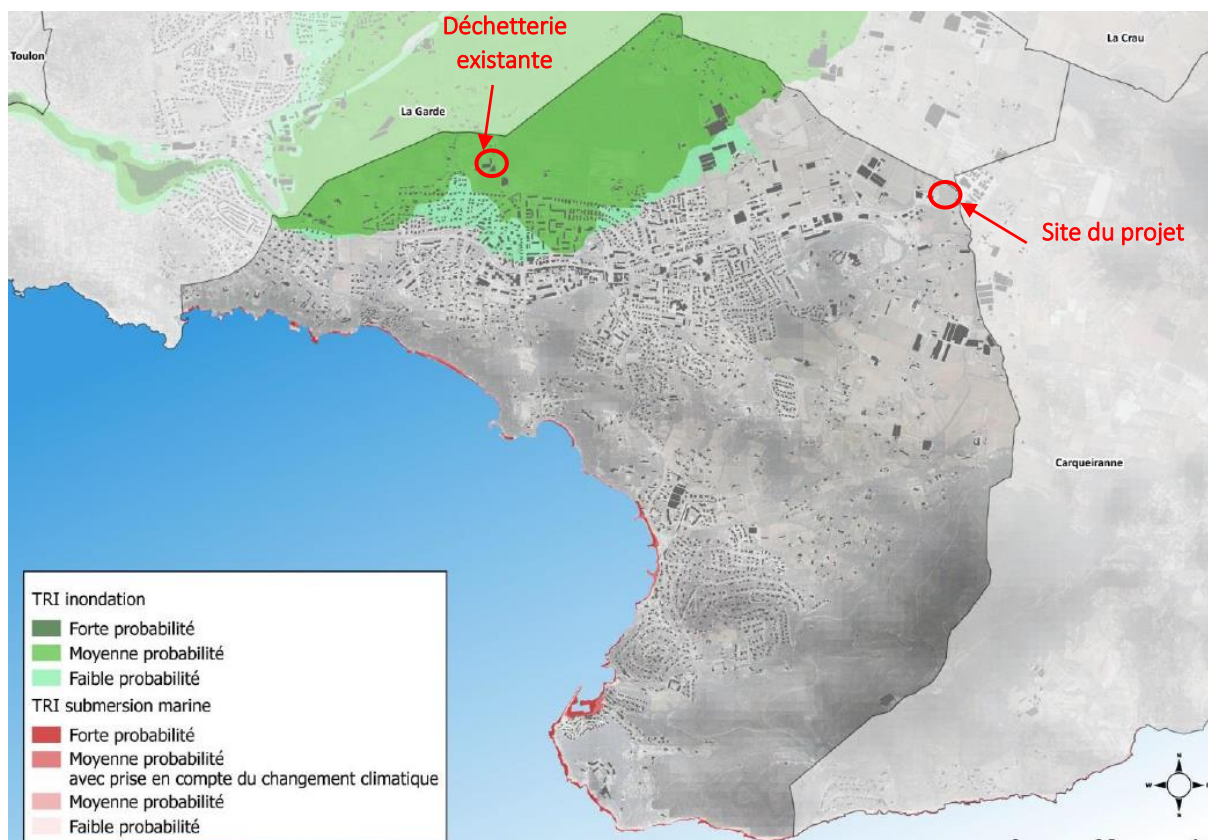 Déchetterie
existante
Toulon
La Crau
La Garde
Site du projet
Carqueiranne
TRI inondation
Forte probabilité
Moyenne probabilité
Faible probabilité
TRI submersion marine
Forte probabilité
Moyenne probabilité
avec prise en compte du changement climatique
Moyenne probabilité
Faible probabilité
N
W